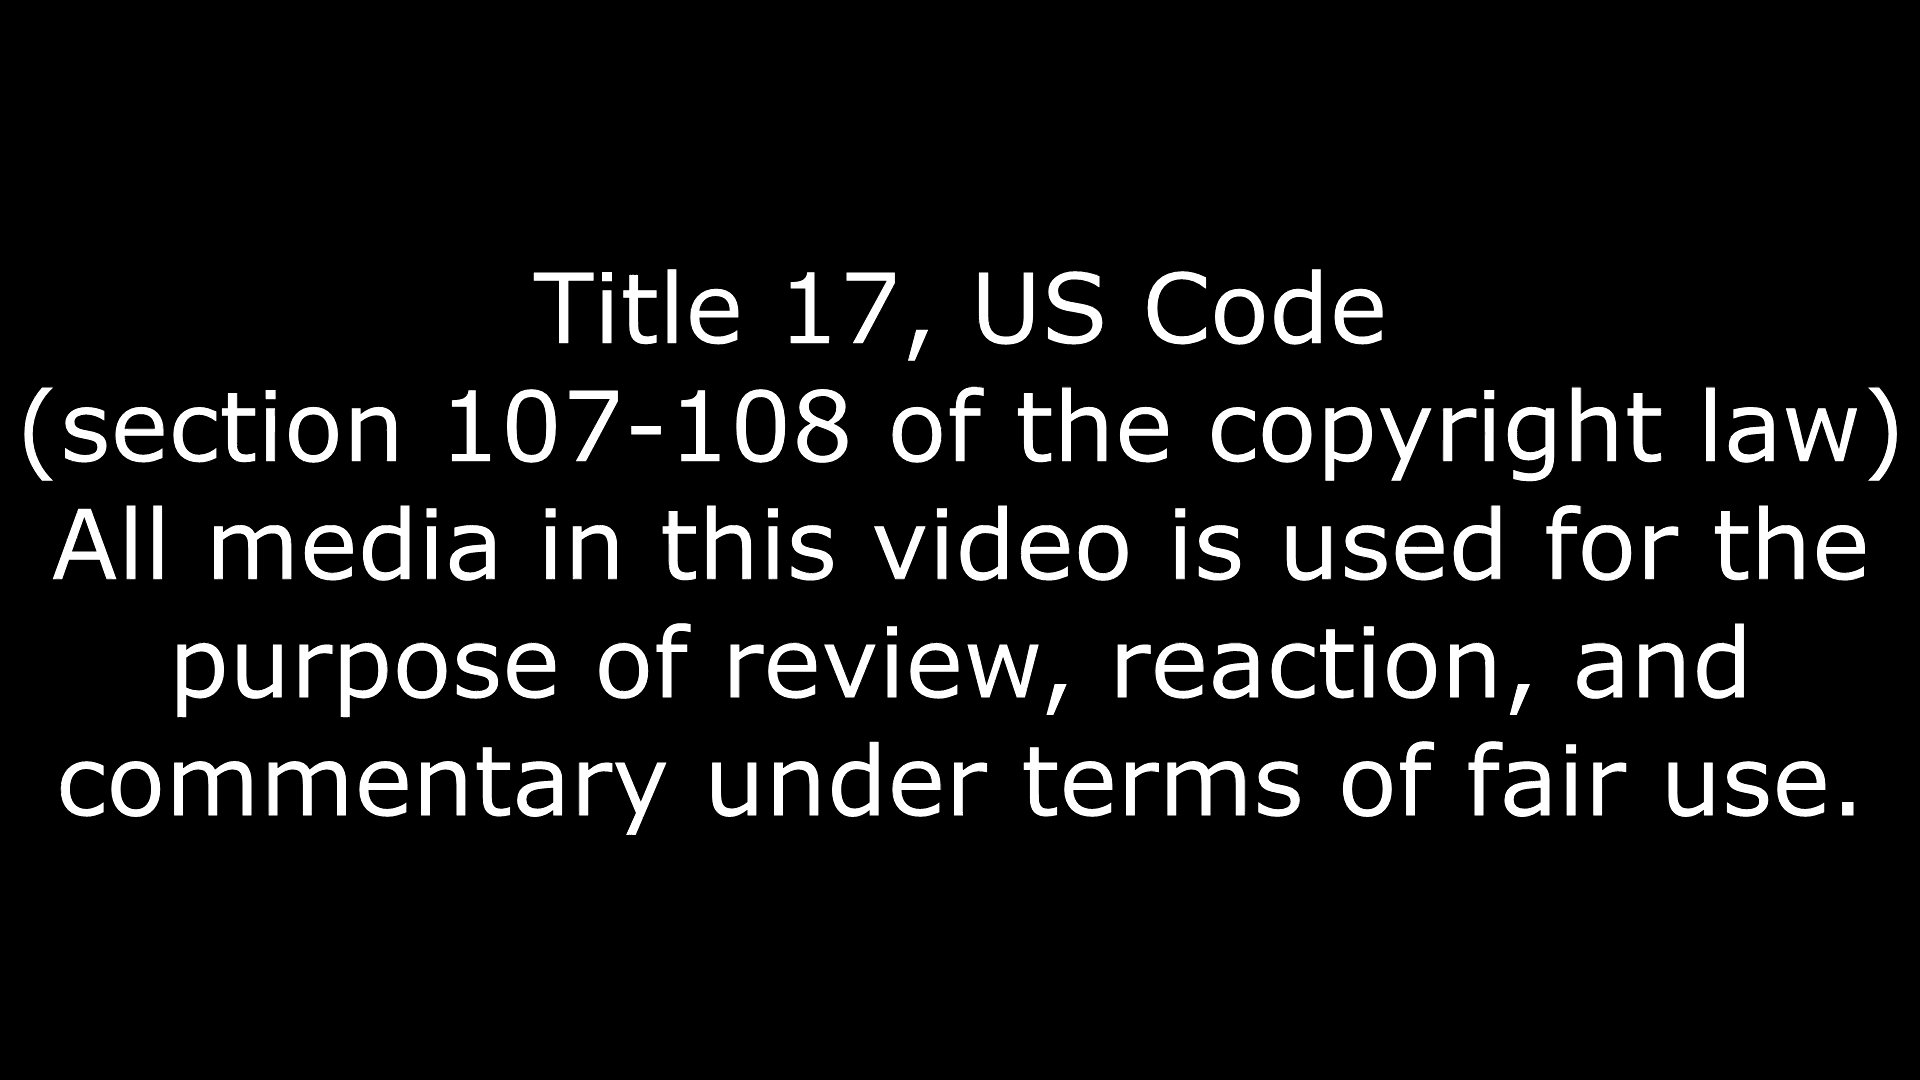 Title 17, US Code
(section 107-108 of the copyright law)
All media in this video is used for the
purpose of review, reaction, and
commentary under terms of fair use.